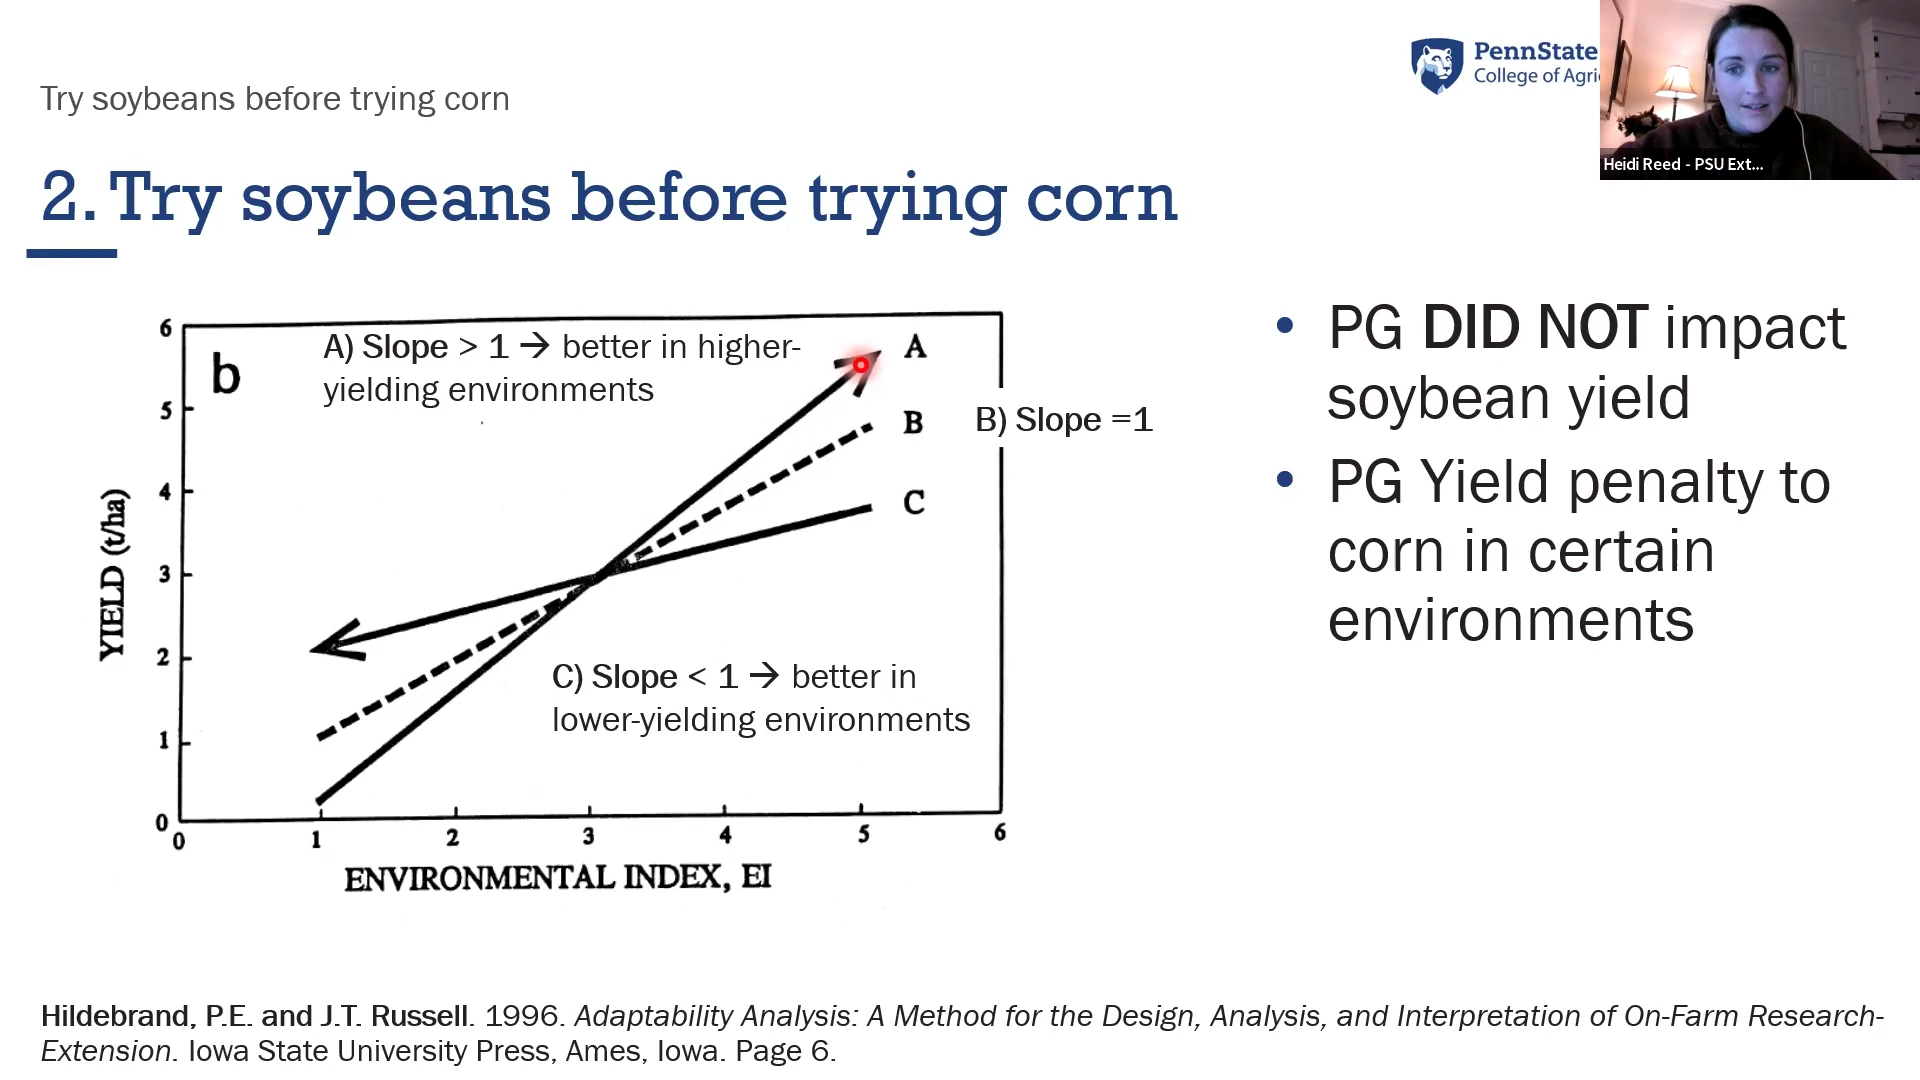 Try soybeans before trying corn
PennState
College of Agri
Heidi Reed - PSU Ext...
2. Try soybeans before trying corn
b
A) Slope > 1 → better in higher-
yielding environments
A
B
B) Slope =1
C
C) Slope < 1 → better in
lower-yielding environments
YIELD (t/ha)
6
5
4
3
2
1
0
0 1 2 3 4 5 6
ENVIRONMENTAL INDEX, EI
• PG DID NOT impact
soybean yield
• PG Yield penalty to
corn in certain
environments
Hildebrand, P.E. and J.T. Russell. 1996. Adaptability Analysis: A Method for the Design, Analysis, and Interpretation of On-Farm Research-
Extension. Iowa State University Press, Ames, Iowa. Page 6.